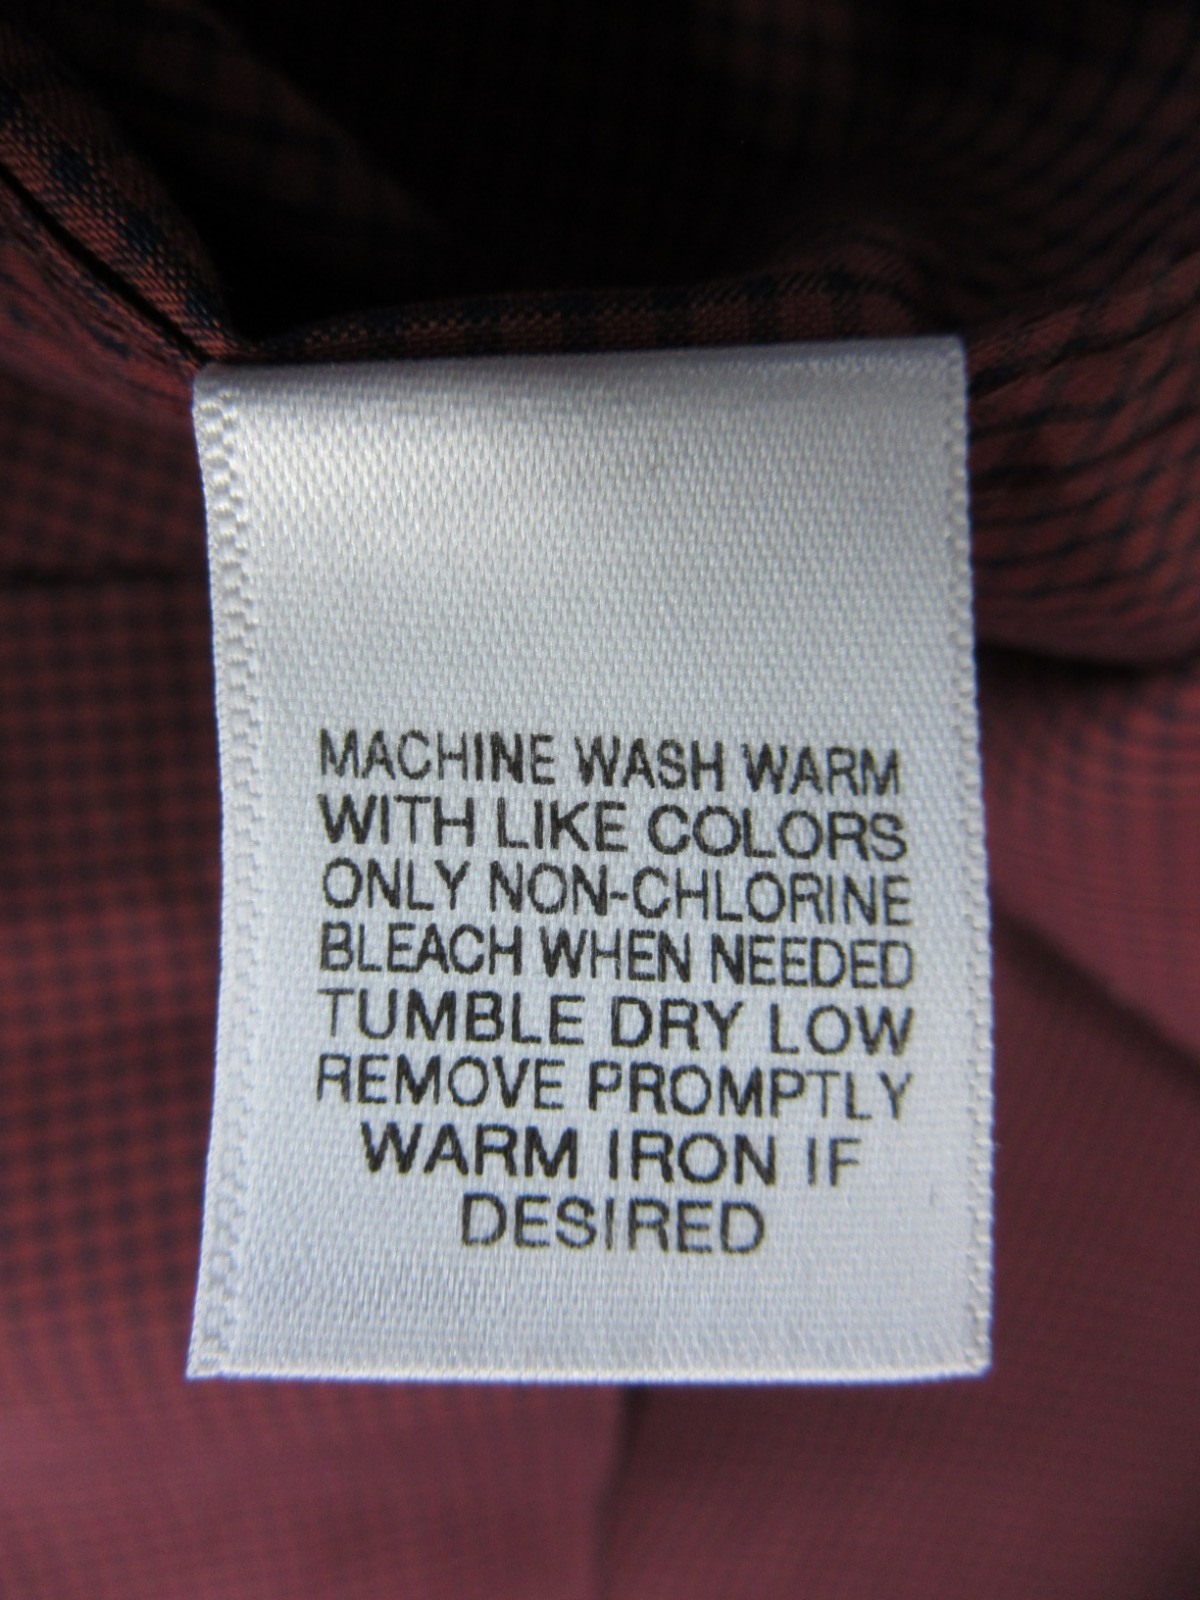 MACHINE WASH WARM
WITH LIKE COLORS
ONLY NON-CHLORINE
BLEACH WHEN NEEDED
TUMBLE DRY LOW
REMOVE PROMPTLY
WARM IRON IF
DESIRED